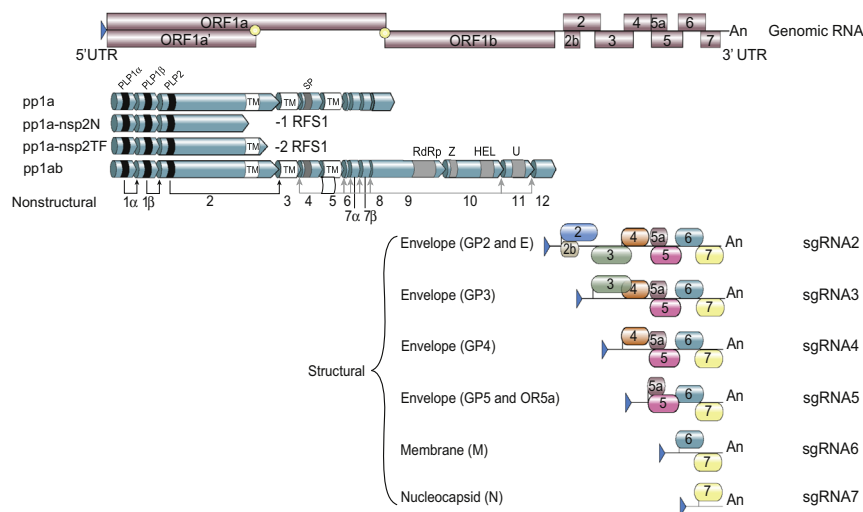 ORF1a 2 4 5a 6 An Genomic RNA
ORF1a' ORF1b 2b 3 5 7
5'UTR 3' UTR
PLP1α PLP1β PLP2 SP
pp1a TM TM TM
pp1a-nsp2N -1 RFS1
pp1a-nsp2TF TM -2 RFS1
RdRp Z HEL U
pp1ab TM TM TM
Nonstructural 1α 1β 2 3 4 5 6 8 9 10 11 12
7α 7β
Structural
Envelope (GP2 and E) 2 2b 3 4 5a 5 6 7 An sgRNA2
Envelope (GP3) 3 4 5a 5 6 7 An sgRNA3
Envelope (GP4) 4 5a 5 6 7 An sgRNA4
Envelope (GP5 and OR5a) 5a 5 6 7 An sgRNA5
Membrane (M) 6 7 An sgRNA6
Nucleocapsid (N) 7 An sgRNA7